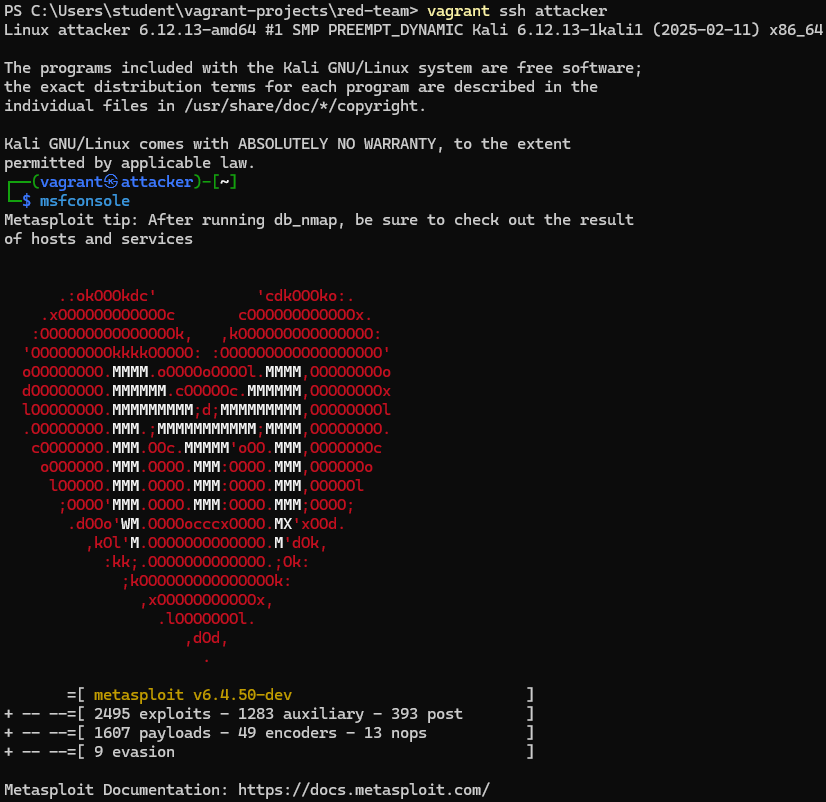 PS C:\Users\student\vagrant-projects\red-team> vagrant ssh attacker
Linux attacker 6.12.13-amd64 #1 SMP PREEMPT_DYNAMIC Kali 6.12.13-1kali1 (2025-02-11) x86_64
The programs included with the Kali GNU/Linux system are free software;
the exact distribution terms for each program are described in the
individual files in /usr/share/doc/*/copyright.
Kali GNU/Linux comes with ABSOLUTELY NO WARRANTY, to the extent
permitted by applicable law.
┌──(vagrant㉿attacker)-[~]
└─$ msfconsole
Metasploit tip: After running db_nmap, be sure to check out the result
of hosts and services
      .:okOOOkdc'           'cdkOOOko:.
    .xOOOOOOOOOOOOc       cOOOOOOOOOOOOx.
   :OOOOOOOOOOOOOOOk,   ,kOOOOOOOOOOOOOOO:
  'OOOOOOOOOkkkkOOOOO: :OOOOOOOOOOOOOOOOOO'
  oOOOOOOOO.MMMM.oOOOOoOOOOl.MMMM,OOOOOOOOo
  dOOOOOOOO.MMMMMM.cOOOOOc.MMMMMM,OOOOOOOOx
  lOOOOOOOO.MMMMMMMMM;d;MMMMMMMMM,OOOOOOOOl
  .OOOOOOOO.MMM.;MMMMMMMMMMM;MMMM,OOOOOOOO.
   cOOOOOOO.MMM.OOc.MMMMM'oOO.MMM,OOOOOOOc
    oOOOOOO.MMM.OOOO.MMM:OOOO.MMM,OOOOOOo
     lOOOOO.MMM.OOOO.MMM:OOOO.MMM,OOOOOl
      ;OOOO'MMM.OOOO.MMM:OOOO.MMM;OOOO;
       .dOOo'WM.OOOOocccxOOOO.MX'xOOd.
         ,kOl'M.OOOOOOOOOOOOO.M'dOk,
           :kk;.OOOOOOOOOOOOO.;Ok:
             ;kOOOOOOOOOOOOOOOk:
               ,xOOOOOOOOOOOx,
                 .lOOOOOOOl.
                    ,dOd,
                      .
       =[ metasploit v6.4.50-dev                          ]
+ -- --=[ 2495 exploits - 1283 auxiliary - 393 post       ]
+ -- --=[ 1607 payloads - 49 encoders - 13 nops           ]
+ -- --=[ 9 evasion                                       ]
Metasploit Documentation: https://docs.metasploit.com/